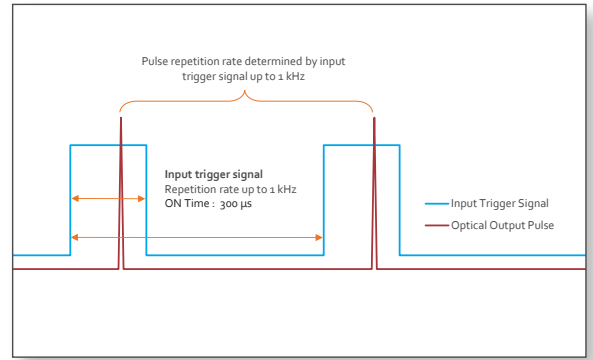 Pulse repetition rate determined by input
trigger signal up to 1 kHz
Input trigger signal
Repetition rate up to 1 kHz
ON Time : 300 µs
Input Trigger Signal
Optical Output Pulse